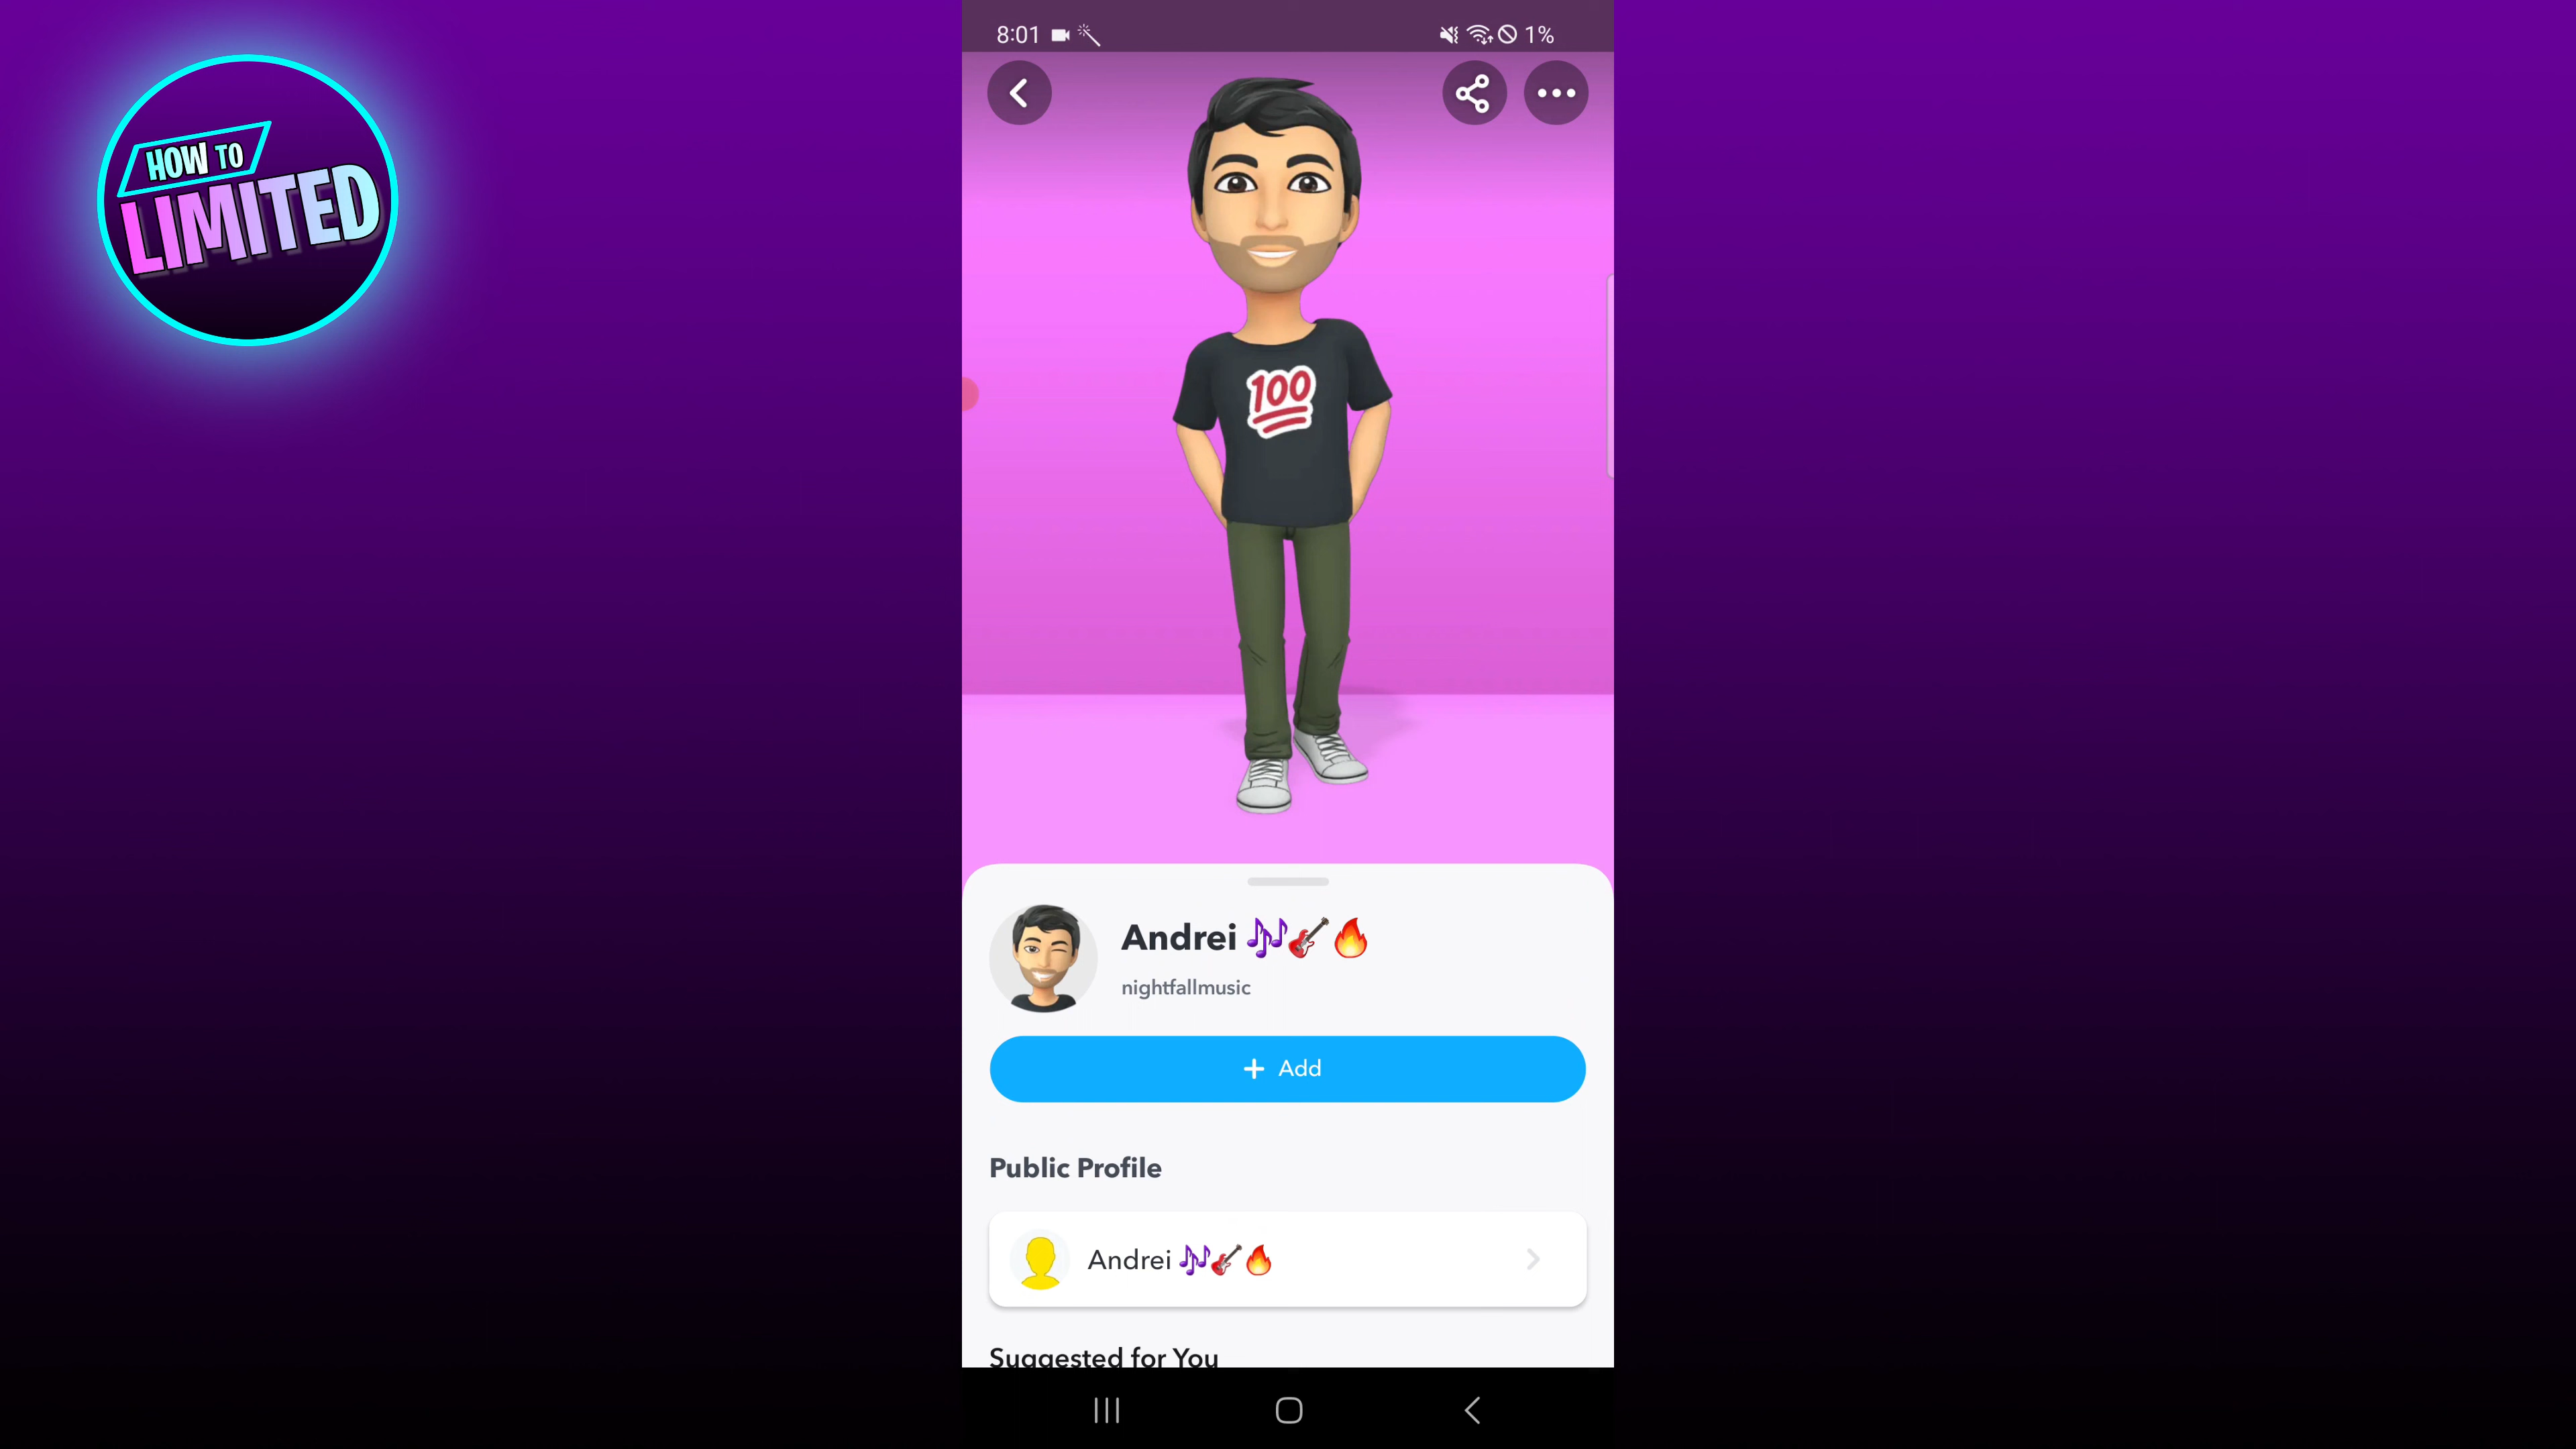 HOW TO
LIMITED
8:01
1%
100
Andrei 🎶🎸🔥
nightfallmusic
+ Add
Public Profile
Andrei 🎶🎸🔥
Suggested for You